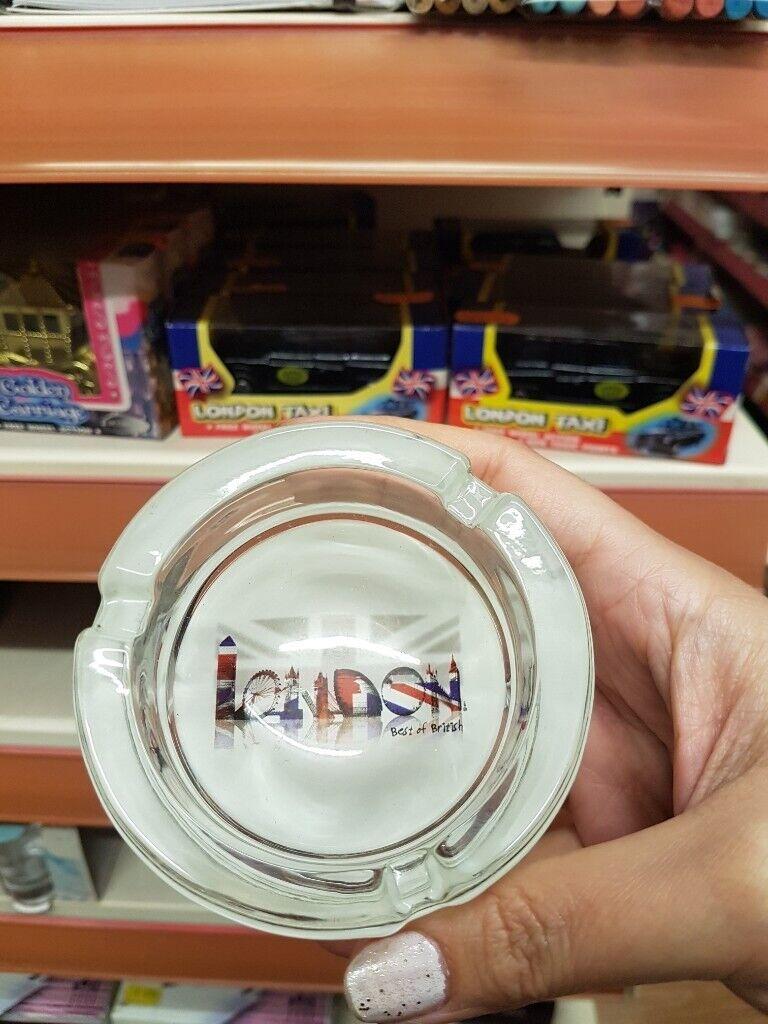 LONDON
Best of British
Golden
Carriage
LONDON TAXI
LONDON TAXI